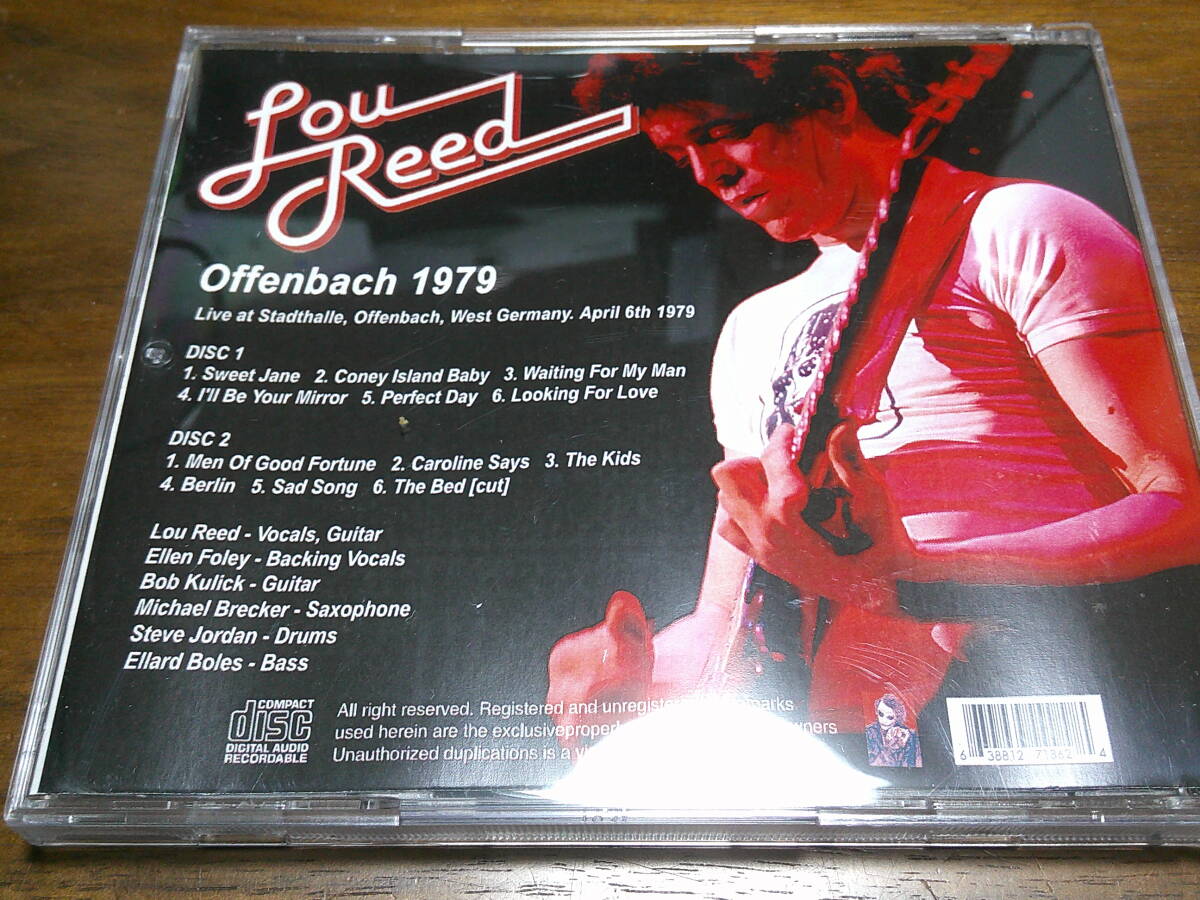 Lou
Reed
Offenbach 1979
Live at Stadthalle, Offenbach, West Germany. April 6th 1979
DISC 1
1. Sweet Jane 2. Coney Island Baby 3. Waiting For My Man
4. I'll Be Your Mirror 5. Perfect Day 6. Looking For Love
DISC 2
1. Men Of Good Fortune 2. Caroline Says 3. The Kids
4. Berlin 5. Sad Song 6. The Bed [cut]
Lou Reed - Vocals, Guitar
Ellen Foley - Backing Vocals
Bob Kulick - Guitar
Michael Brecker - Saxophone
Steve Jordan - Drums
Ellard Boles - Bass
COMPACT
disc
DIGITAL AUDIO
RECORDABLE
All right reserved. Registered and
used herein are the
Unauthorized duplications is a
6 38812 71862 4